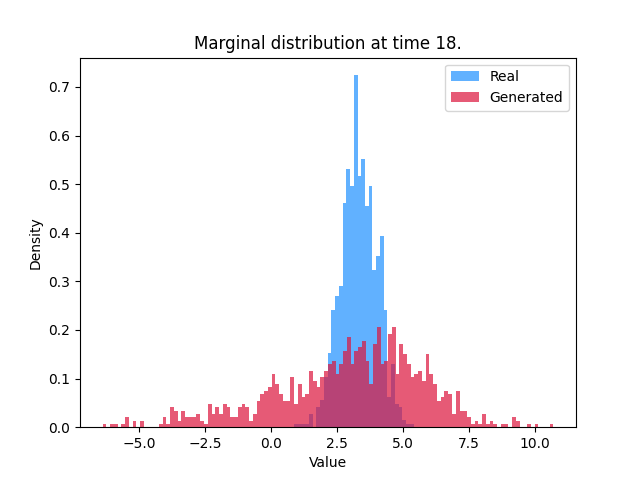 Marginal distribution at time 18.
Real
Generated
Density
0.7
0.6
0.5
0.4
0.3
0.2
0.1
0.0
−5.0 −2.5 0.0 2.5 5.0 7.5 10.0
Value